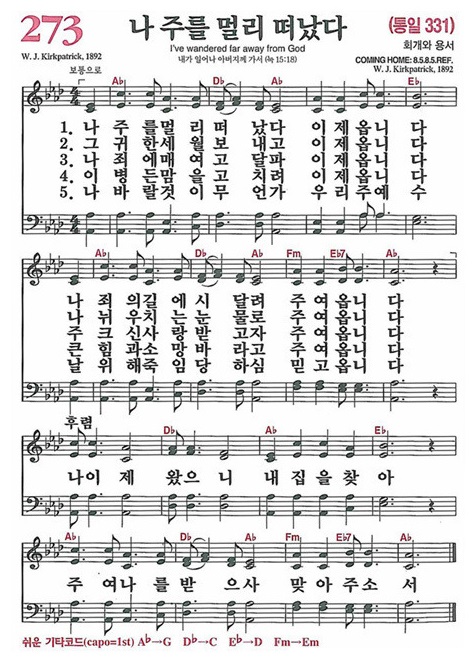 273
나 주를 멀리 떠났다
(통일 331)
I've wandered far away from God
회개와 용서
W. J. Kirkpatrick, 1892
내가 일어나 아버지께 가서 (눅 15:18)
COMING HOME: 8.5.8.5.REF.
W. J. Kirkpatrick, 1892
보통으로
A♭ D♭ A♭ E♭
1. 나 주 를멀 리 떠 났다 이 제 옵니 다
2. 그귀 한세 월 보 내고 이 제 옵니 다
3. 나 죄 에매 여 고 달파 이 제 옵니 다
4. 이 병 든맘 을 고 치려 이 제 옵니 다
5. 나 바 랄것 이 무 언가 우 리 주예 수
A♭ D♭ A♭ Fm E♭7 A♭
나 죄 의길 에 시 달려 주 여 옵니 다
나 뉘 우치 는 눈 물로 주 여 옵니 다
주 크 신사 랑 받 고자 주 여 옵니 다
큰 힘 과소 망 바 라고 주 여 옵니 다
날 위 해죽 임 당 하심 믿 고 옵니 다
후렴
D♭ A♭ E♭
나이 제 왔으 니 내 집을 찾 아
A♭ D♭ A♭ Fm E♭7 A♭
주 여나 를받 으사 맞 아주소 서
쉬운 기타코드(capo=1st) A♭→G D♭→C E♭→D Fm→Em